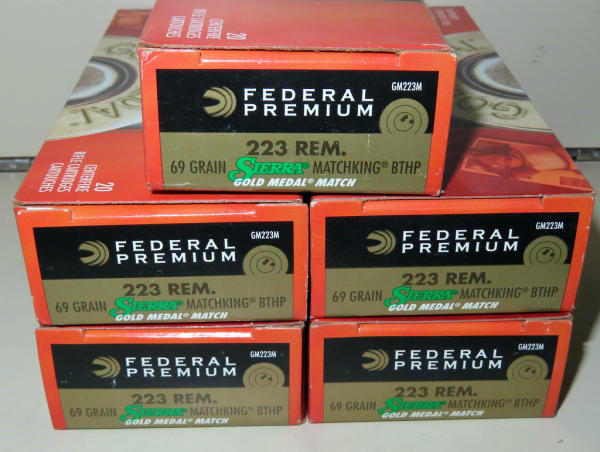 20
CENTERFIRE
RIFLE CARTRIDGES
CARTOUCHES
GM223M
FEDERAL
PREMIUM
223 REM.
69 GRAIN SIERRA MATCHKING® BTHP
GOLD MEDAL® MATCH
20
CENTERFIRE
RIFLE CARTRIDGES
CARTOUCHES
GM223M
FEDERAL
PREMIUM
223 REM.
69 GRAIN SIERRA MATCHKING® BTHP
GOLD MEDAL® MATCH
GM223M
FEDERAL
PREMIUM
223 REM.
69 GRAIN SIERRA MATCHKING® BTHP
GOLD MEDAL® MATCH
GM223M
FEDERAL
PREMIUM
223 REM.
69 GRAIN SIERRA MATCHKING® BTHP
GOLD MEDAL® MATCH
GM223M
FEDERAL
PREMIUM
223 REM.
69 GRAIN SIERRA MATCHKING® BTHP
GOLD MEDAL® MATCH